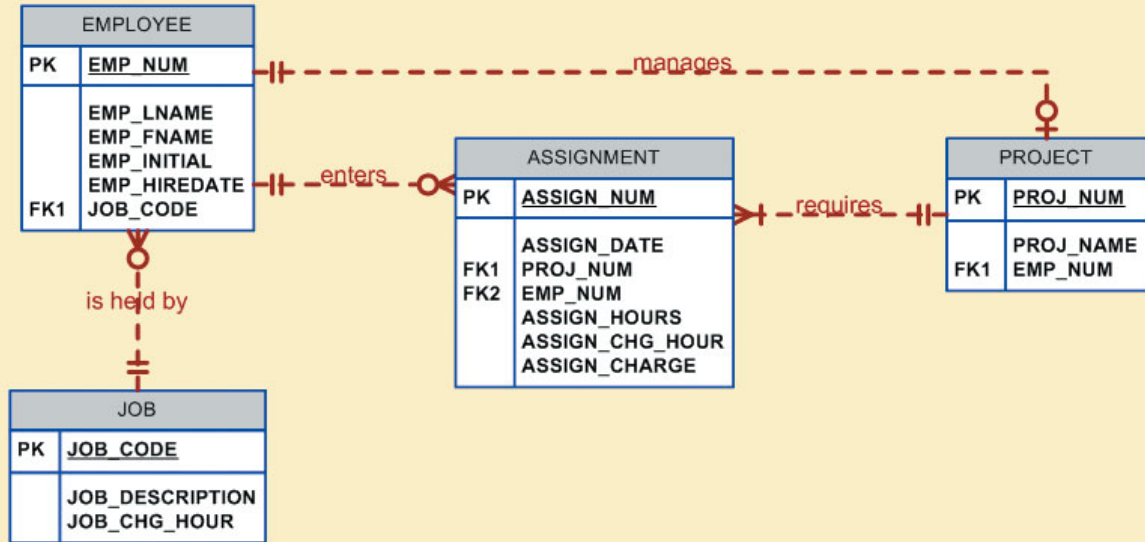 EMPLOYEE
PK EMP_NUM
EMP_LNAME
EMP_FNAME
EMP_INITIAL
EMP_HIREDATE
FK1 JOB_CODE
manages
enters
ASSIGNMENT
PK ASSIGN_NUM
ASSIGN_DATE
FK1 PROJ_NUM
FK2 EMP_NUM
ASSIGN_HOURS
ASSIGN_CHG_HOUR
ASSIGN_CHARGE
requires
PROJECT
PK PROJ_NUM
PROJ_NAME
FK1 EMP_NUM
is held by
JOB
PK JOB_CODE
JOB_DESCRIPTION
JOB_CHG_HOUR